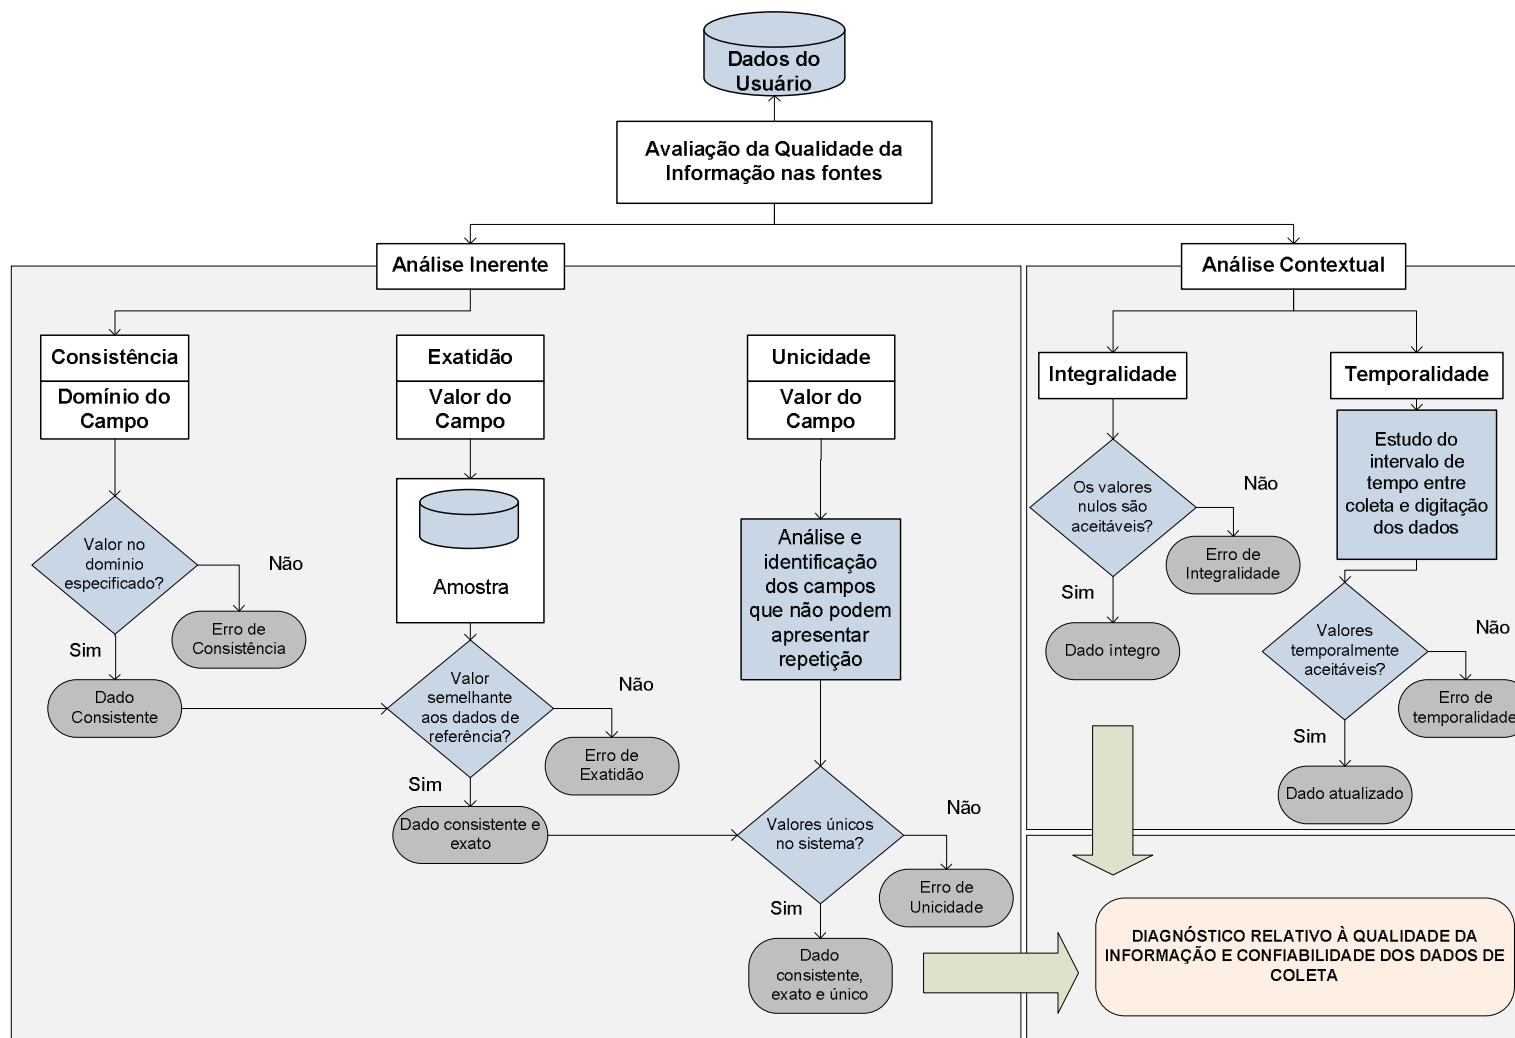 Dados do
Usuário
Avaliação da Qualidade da
Informação nas fontes
Análise Inerente
Análise Contextual
Consistência
Domínio do
Campo
Exatidão
Valor do
Campo
Unicidade
Valor do
Campo
Integralidade
Temporalidade
Valor no
domínio
especificado?
Não
Erro de
Consistência
Sim
Dado
Consistente
Amostra
Valor
semelhante
aos dados de
referência?
Não
Erro de
Exatidão
Sim
Dado consistente e
exato
Análise e
identificação
dos campos
que não podem
apresentar
repetição
Valores únicos
no sistema?
Não
Erro de
Unicidade
Sim
Dado
consistente,
exato e único
Os valores
nulos são
aceitáveis?
Não
Erro de
Integralidade
Sim
Dado íntegro
Estudo do
intervalo de
tempo entre
coleta e digitação
dos dados
Valores
temporalmente
aceitáveis?
Não
Erro de
temporalidade
Sim
Dado atualizado
DIAGNÓSTICO RELATIVO À QUALIDADE DA
INFORMAÇÃO E CONFIABILIDADE DOS DADOS DE
COLETA